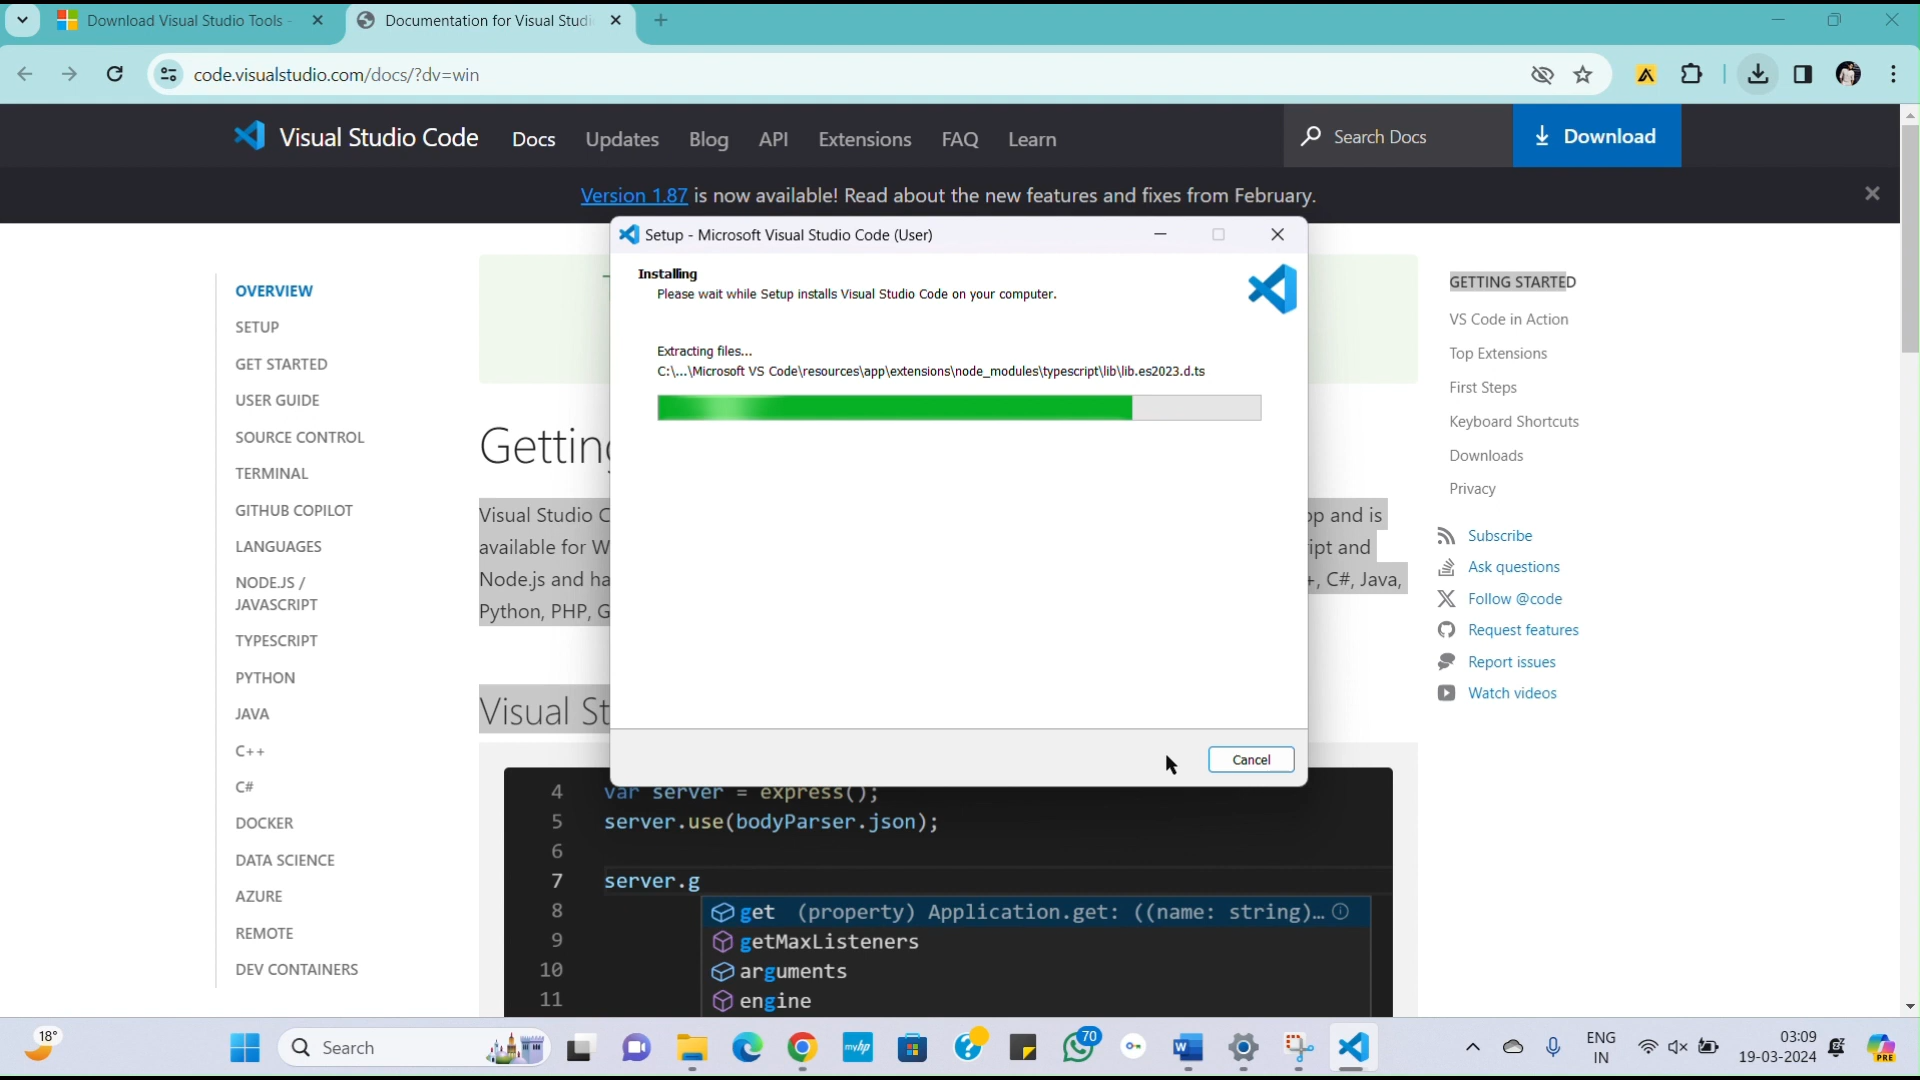 Download Visual Studio Tools -
Documentation for Visual Studi
code.visualstudio.com/docs/?dv=win
Visual Studio Code
Docs
Updates
Blog
API
Extensions
FAQ
Learn
Search Docs
Download
Version 1.87 is now available! Read about the new features and fixes from February.
OVERVIEW
SETUP
GET STARTED
USER GUIDE
SOURCE CONTROL
TERMINAL
GITHUB COPILOT
LANGUAGES
NODE.JS /
JAVASCRIPT
TYPESCRIPT
PYTHON
JAVA
C++
C#
DOCKER
DATA SCIENCE
AZURE
REMOTE
DEV CONTAINERS
Setup - Microsoft Visual Studio Code (User)
Installing
Please wait while Setup installs Visual Studio Code on your computer.
Extracting files...
C:\...\Microsoft VS Code\resources\app\extensions\node_modules\typescript\lib\lib.es2023.d.ts
Cancel
Getting
Visual Studio C
available for W
Node.js and ha
Python, PHP, G
op and is
ipt and
+, C#, Java,
Visual St
4 var server = express();
5 server.use(bodyParser.json);
6
7 server.g
8 get (property) Application.get: ((name: string)…
9 getMaxListeners
10 arguments
11 engine
GETTING STARTED
VS Code in Action
Top Extensions
First Steps
Keyboard Shortcuts
Downloads
Privacy
Subscribe
Ask questions
Follow @code
Request features
Report issues
Watch videos
18°
Search
myhp
70
W
ENG
IN
03:09
19-03-2024
PRE